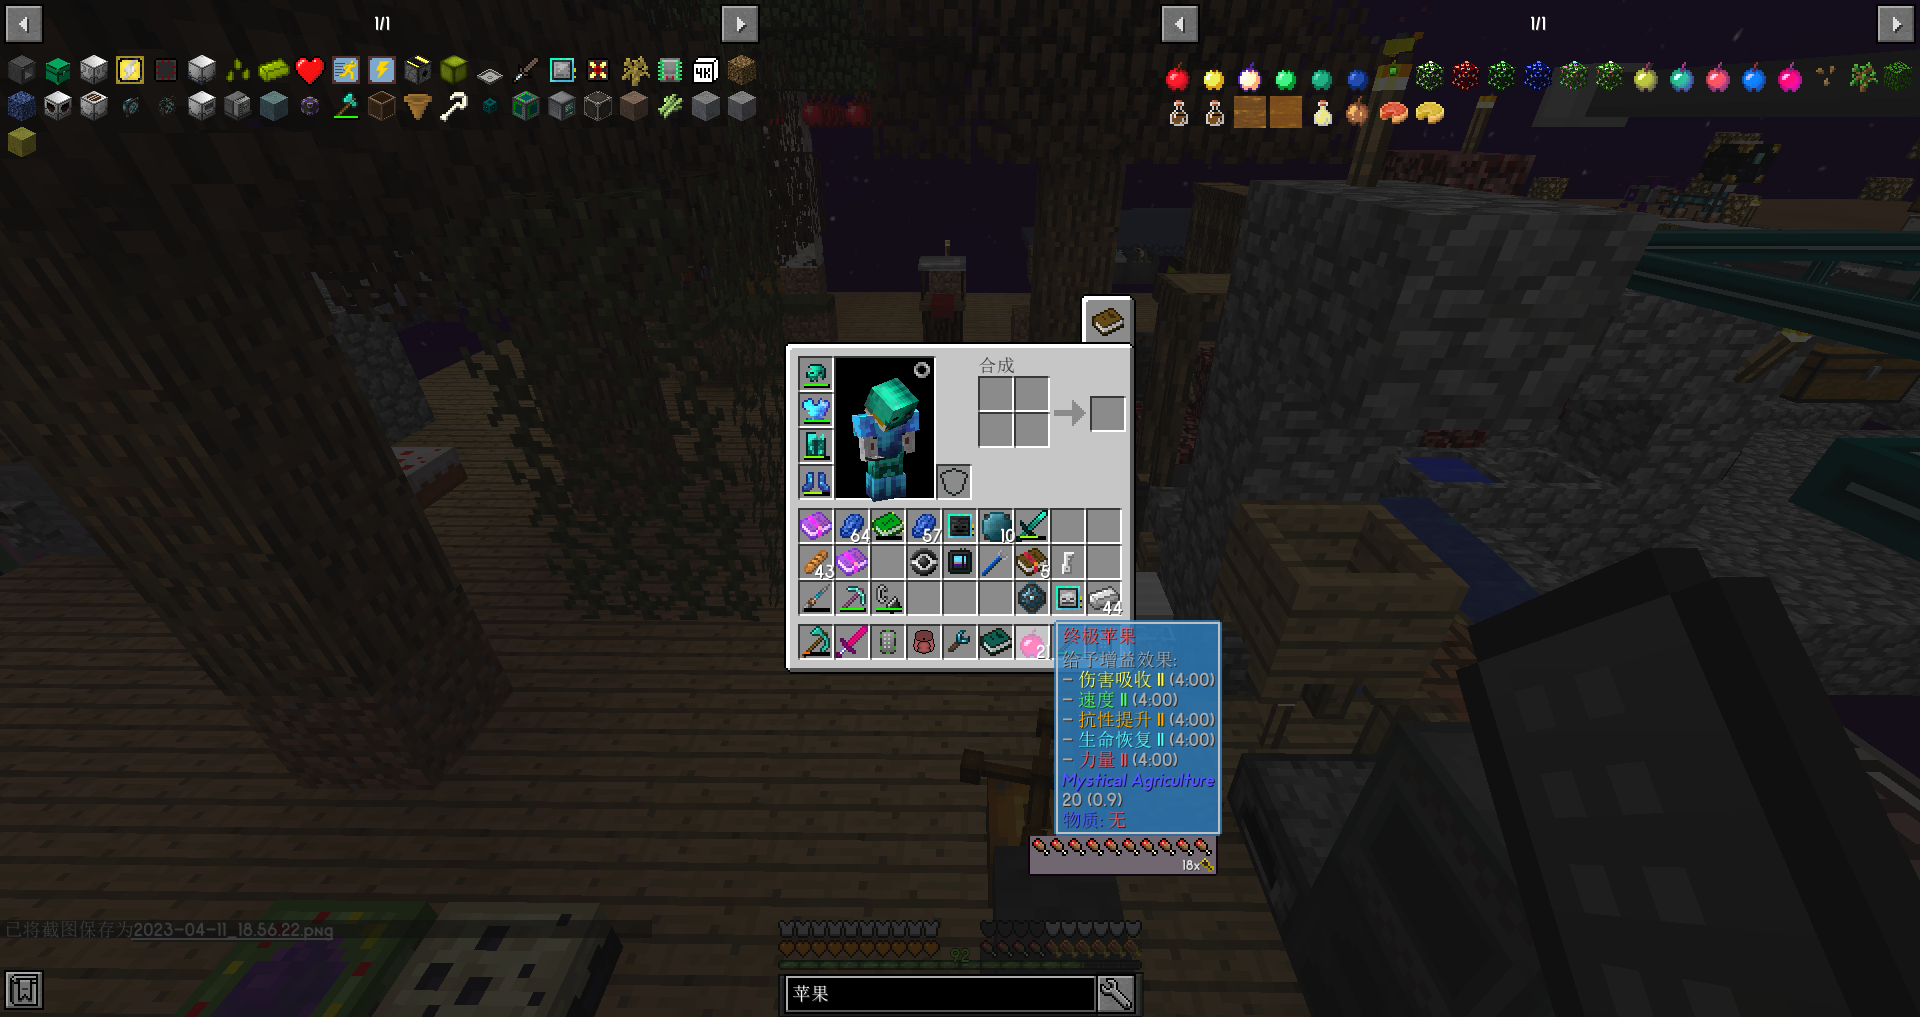 1/1
1/1
4K
合成
64
57
10
43
5
44
2
终极苹果
给予增益效果:
- 伤害吸收 II (4:00)
- 速度 II (4:00)
- 抗性提升 II (4:00)
- 生命恢复 II (4:00)
- 力量 II (4:00)
Mystical Agriculture
20 (0.9)
物质: 无
18x
已将截图保存为2023-04-11_18.56.22.png
92
苹果